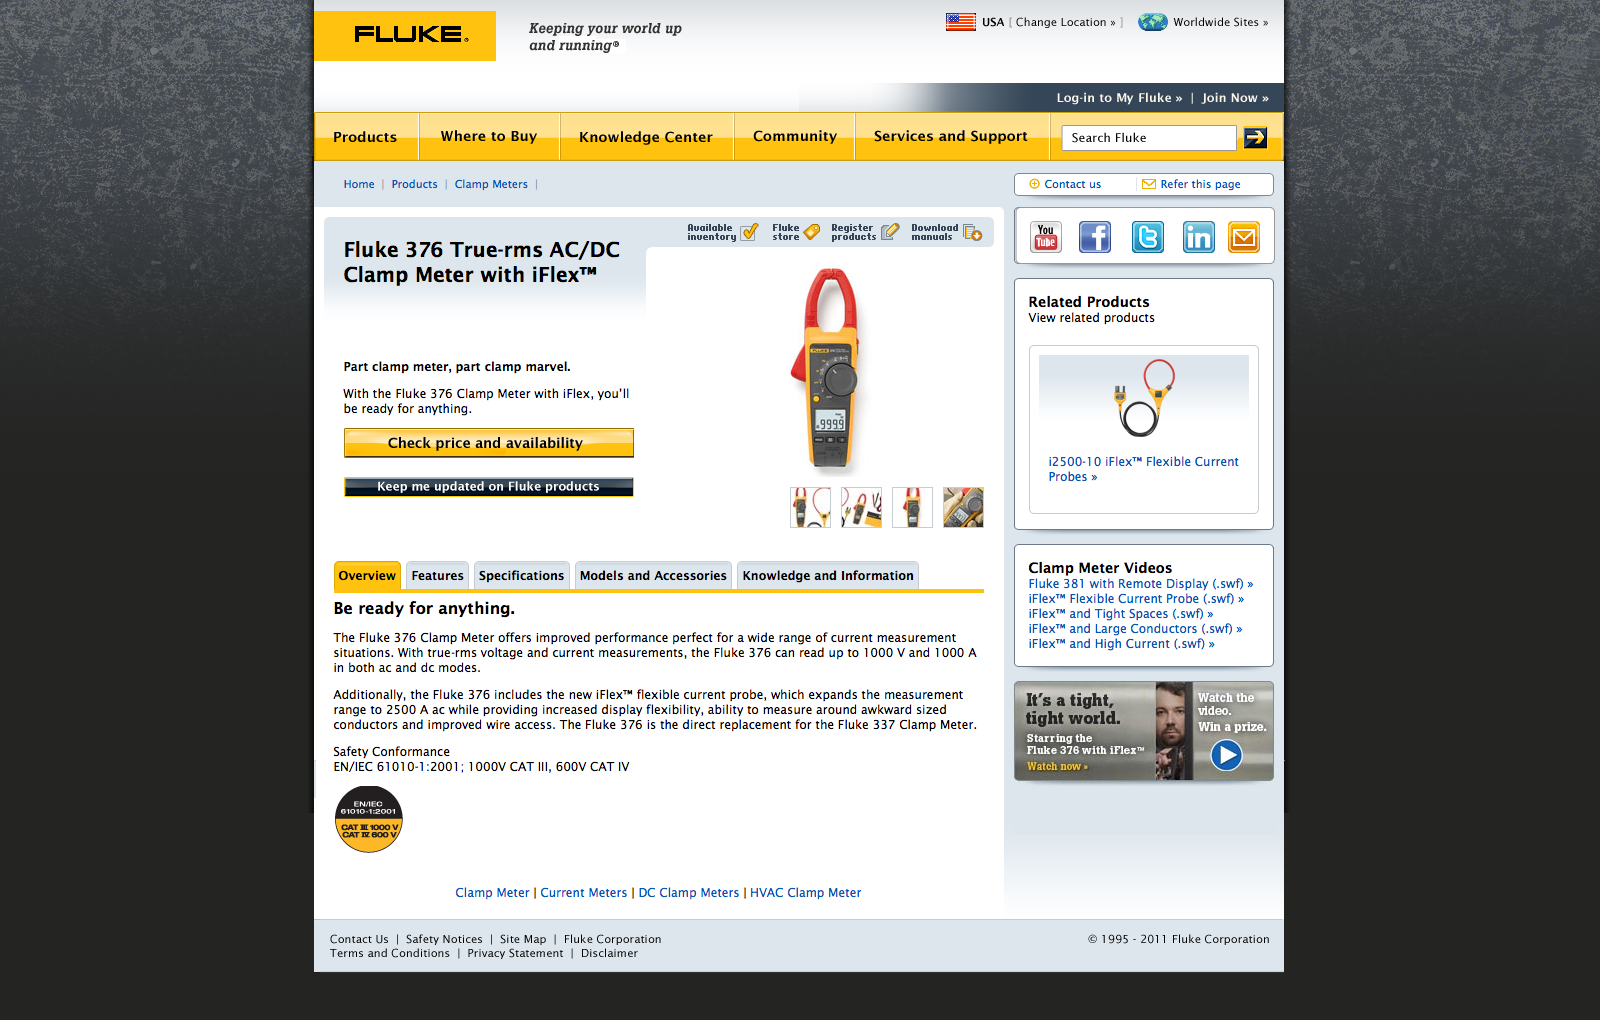 FLUKE®
Keeping your world up
and running®
USA [ Change Location » ]
Worldwide Sites »
Log-in to My Fluke » | Join Now »
Products
Where to Buy
Knowledge Center
Community
Services and Support
Search Fluke
Home | Products | Clamp Meters |
Contact us
Refer this page
Available
inventory
Fluke
store
Register
products
Download
manuals
You
Tube
Fluke 376 True-rms AC/DC
Clamp Meter with iFlex™
Part clamp meter, part clamp marvel.
With the Fluke 376 Clamp Meter with iFlex, you'll
be ready for anything.
Check price and availability
Keep me updated on Fluke products
FLUKE
Related Products
View related products
i2500-10 iFlex™ Flexible Current
Probes »
Overview
Features
Specifications
Models and Accessories
Knowledge and Information
Be ready for anything.
The Fluke 376 Clamp Meter offers improved performance perfect for a wide range of current measurement
situations. With true-rms voltage and current measurements, the Fluke 376 can read up to 1000 V and 1000 A
in both ac and dc modes.
Additionally, the Fluke 376 includes the new iFlex™ flexible current probe, which expands the measurement
range to 2500 A ac while providing increased display flexibility, ability to measure around awkward sized
conductors and improved wire access. The Fluke 376 is the direct replacement for the Fluke 337 Clamp Meter.
Safety Conformance
EN/IEC 61010-1:2001; 1000V CAT III, 600V CAT IV
EN/IEC
61010-1:2001
CAT III 1000 V
CAT IV 600 V
Clamp Meter Videos
Fluke 381 with Remote Display (.swf) »
iFlex™ Flexible Current Probe (.swf) »
iFlex™ and Tight Spaces (.swf) »
iFlex™ and Large Conductors (.swf) »
iFlex™ and High Current (.swf) »
It's a tight,
tight world.
Starring the
Fluke 376 with iFlex™
Watch now »
Watch the
video.
Win a prize.
Clamp Meter | Current Meters | DC Clamp Meters | HVAC Clamp Meter
Contact Us | Safety Notices | Site Map | Fluke Corporation
Terms and Conditions | Privacy Statement | Disclaimer
© 1995 - 2011 Fluke Corporation